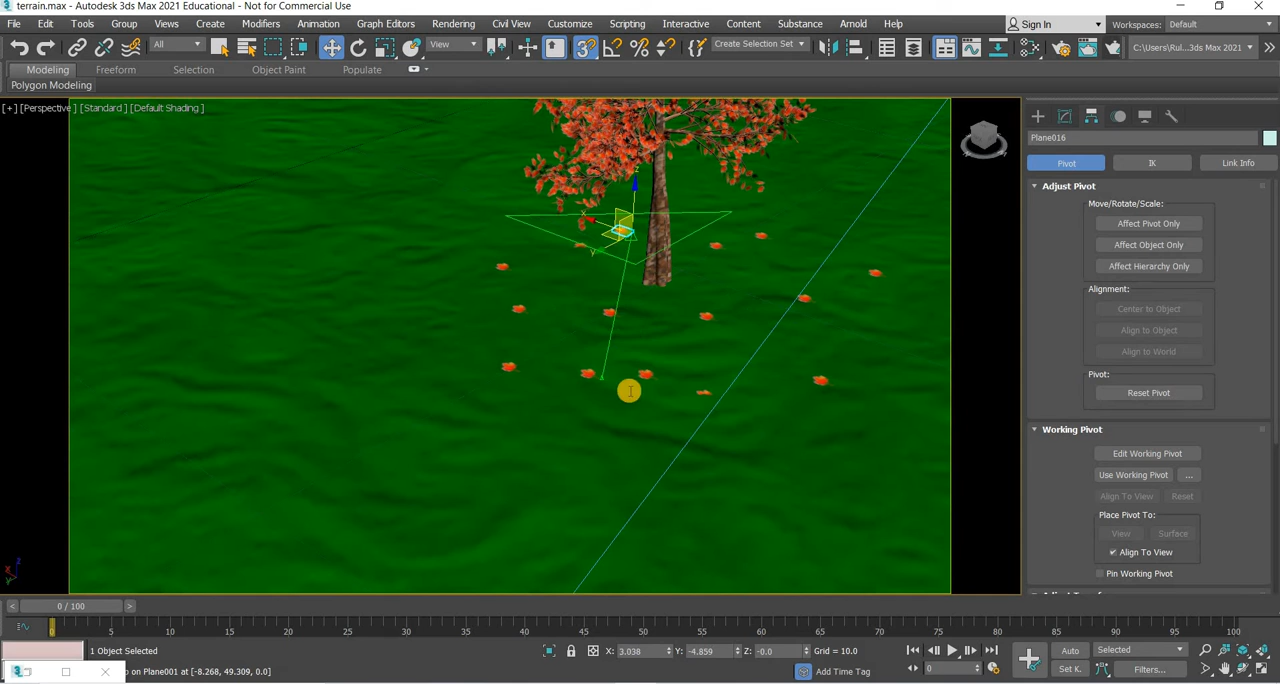 terrain.max - Autodesk 3ds Max 2021 Educational - Not for Commercial Use
File Edit Tools Group Views Create Modifiers Animation Graph Editors Rendering Civil View Customize Scripting Interactive Content Substance Arnold Help Sign In Workspaces: Default
All View Create Selection Set C:\Users\Rul...3ds Max 2021
Modeling Freeform Selection Object Paint Populate
Polygon Modeling
[+] [Perspective ] [Standard ] [Default Shading ]
Plane016
Pivot IK Link Info
Adjust Pivot
Move/Rotate/Scale:
Affect Pivot Only
Affect Object Only
Affect Hierarchy Only
Alignment:
Center to Object
Align to Object
Align to World
Pivot:
Reset Pivot
Working Pivot
Edit Working Pivot
Use Working Pivot ...
Align To View Reset
Place Pivot To:
View Surface
Align To View
Pin Working Pivot
x y z
X Y Z
0 / 100
0 5 10 15 20 25 30 35 40 45 50 55 60 65 70 75 80 85 90 95 100
1 Object Selected X: 3.038 Y: -4.859 Z: -0.0 Grid = 10.0 Auto Selected
on Plane001 at [-8.268, 49.309, 0.0] Add Time Tag 0 Set K. Filters...